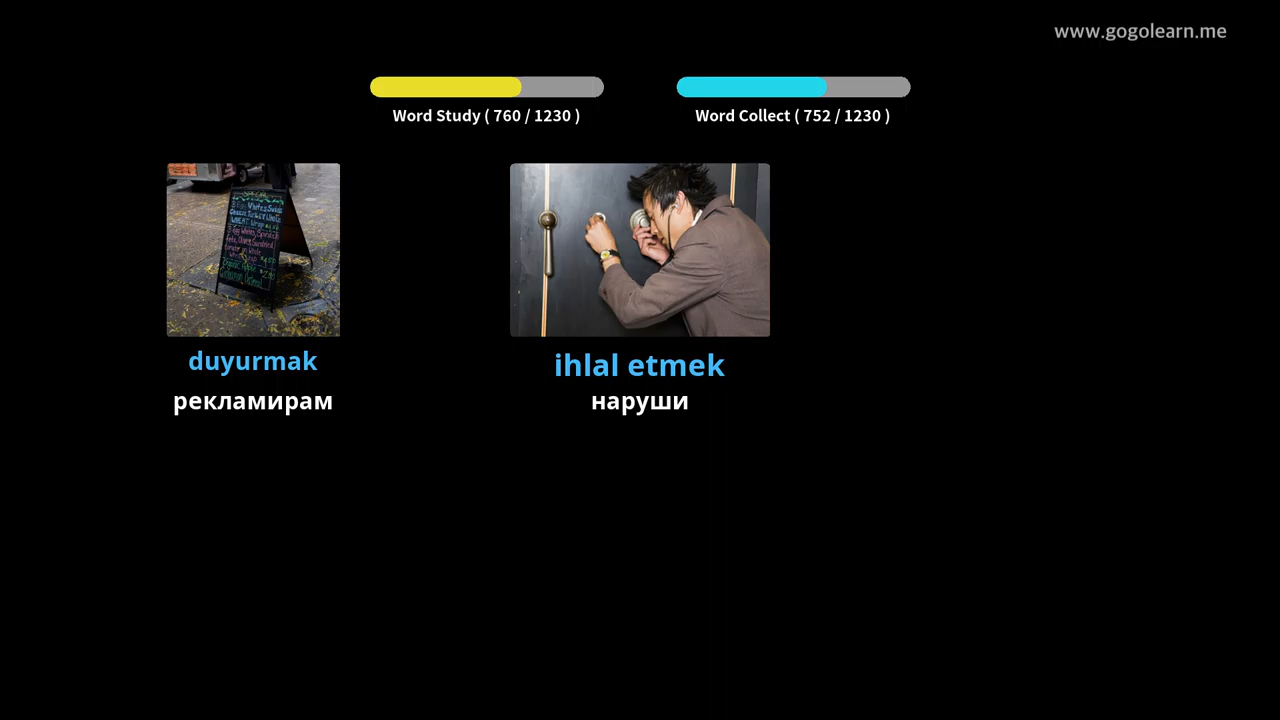 www.gogolearn.me
Word Study ( 760 / 1230 )
Word Collect ( 752 / 1230 )
duyurmak
ihlal etmek
рекламирам
наруши